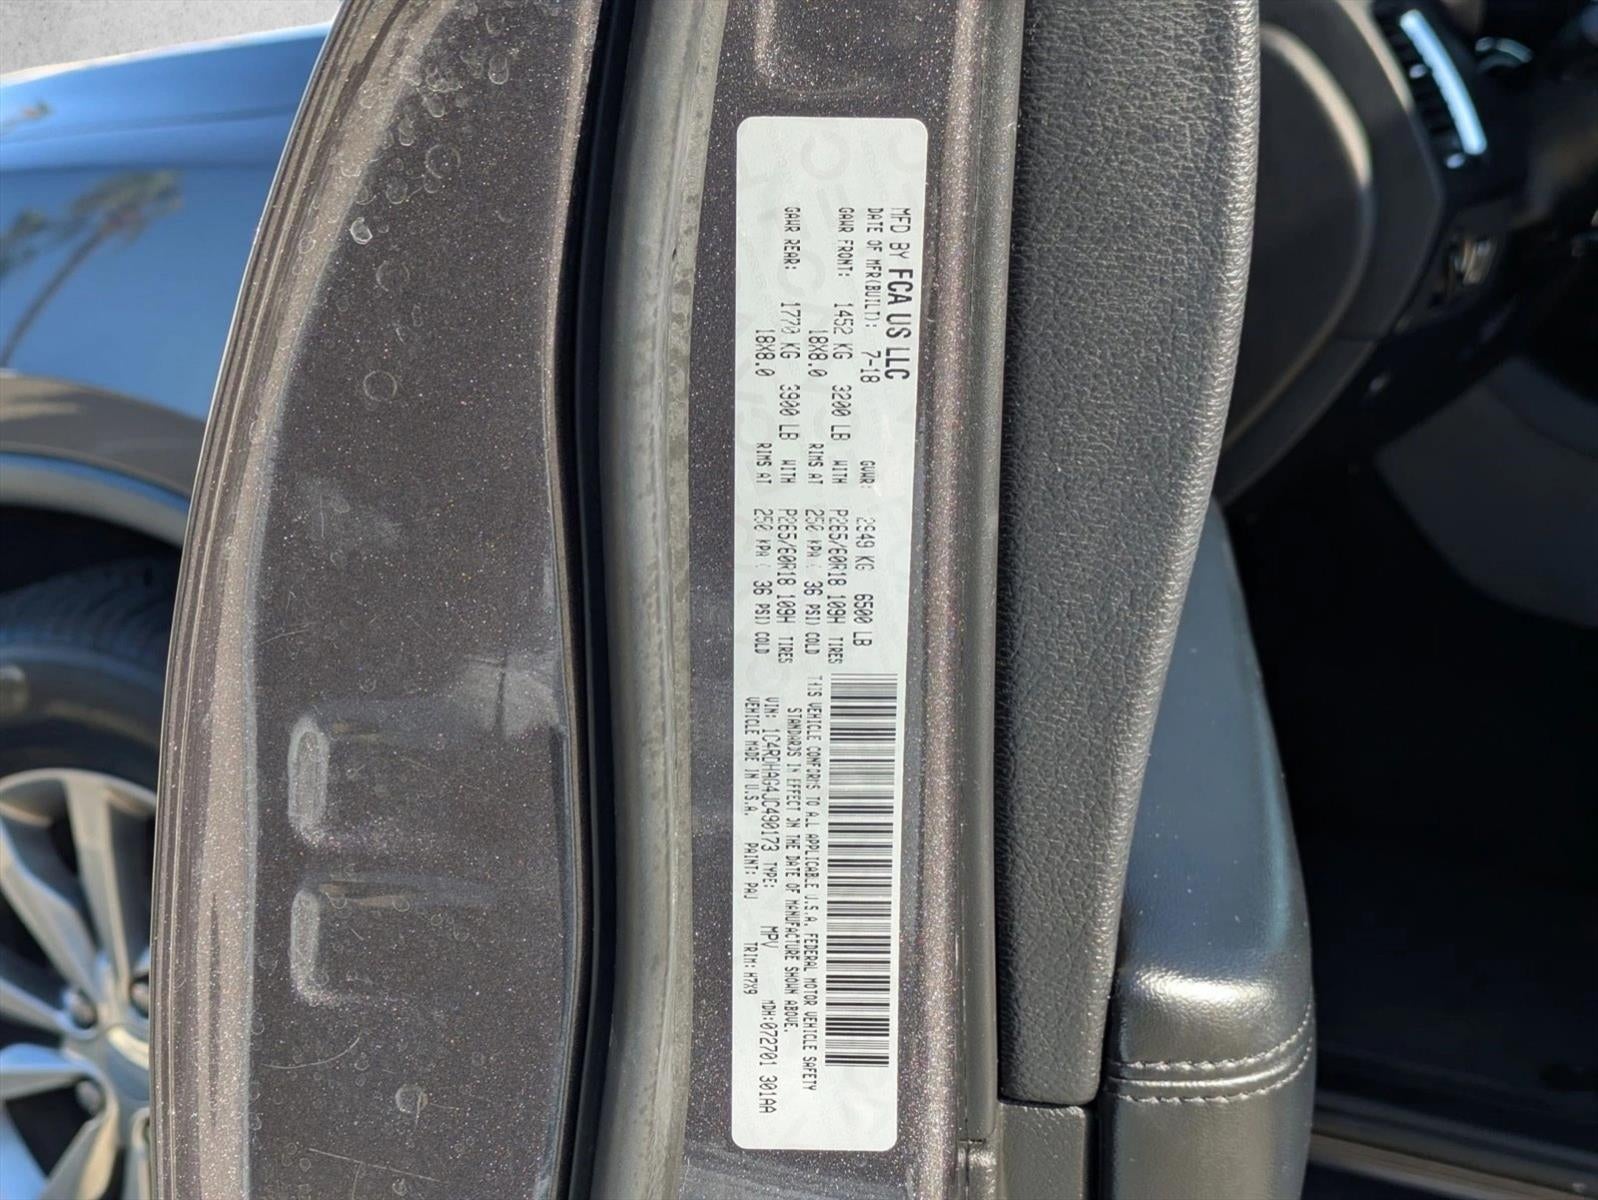 MFD BY FCA US LLC
DATE OF MFR(BUILT): 7-18 GVWR: 2949 KG 6500 LB
GAWR FRONT: 1452 KG 3200 LB WITH P265/60R18 109H TIRES
18X8.0 RIMS AT 250 KPA( 36 PSI) COLD
GAWR REAR: 1770 KG 3900 LB WITH P265/60R18 109H TIRES
18X8.0 RIMS AT 250 KPA( 36 PSI) COLD
THIS VEHICLE CONFORMS TO ALL APPLICABLE U.S.A. FEDERAL MOTOR VEHICLE SAFETY
STANDARDS IN EFFECT ON THE DATE OF MANUFACTURE SHOWN ABOVE.
VIN: 1C4RDHAG4JC490173 TYPE: MPV MDH:072701 301AA
VEHICLE MADE IN U.S.A. PAINT: PAU TRIM: H7X9